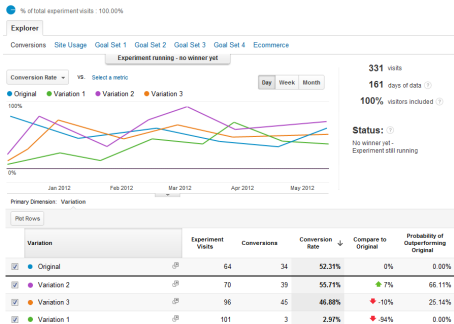 % of total experiment visits : 100.00%
Explorer
Conversions Site Usage Goal Set 1 Goal Set 2 Goal Set 3 Goal Set 4 Ecommerce
Experiment running - no winner yet
Conversion Rate vs. Select a metric Day Week Month
Original Variation 1 Variation 2 Variation 3
100%
0%
Jan 2012 Feb 2012 Mar 2012 Apr 2012 May 2012
331 visits
161 days of data ?
100% visitors included ?
Status: ?
No winner yet -
Experiment still running
Primary Dimension: Variation
Plot Rows
Variation Experiment Visits Conversions Conversion Rate Compare to Original Probability of Outperforming Original
Original 64 34 52.31% 0% 0.00%
Variation 2 70 39 55.71% 7% 66.11%
Variation 3 96 45 46.88% -10% 25.14%
Variation 1 101 3 2.97% -94% 0.00%